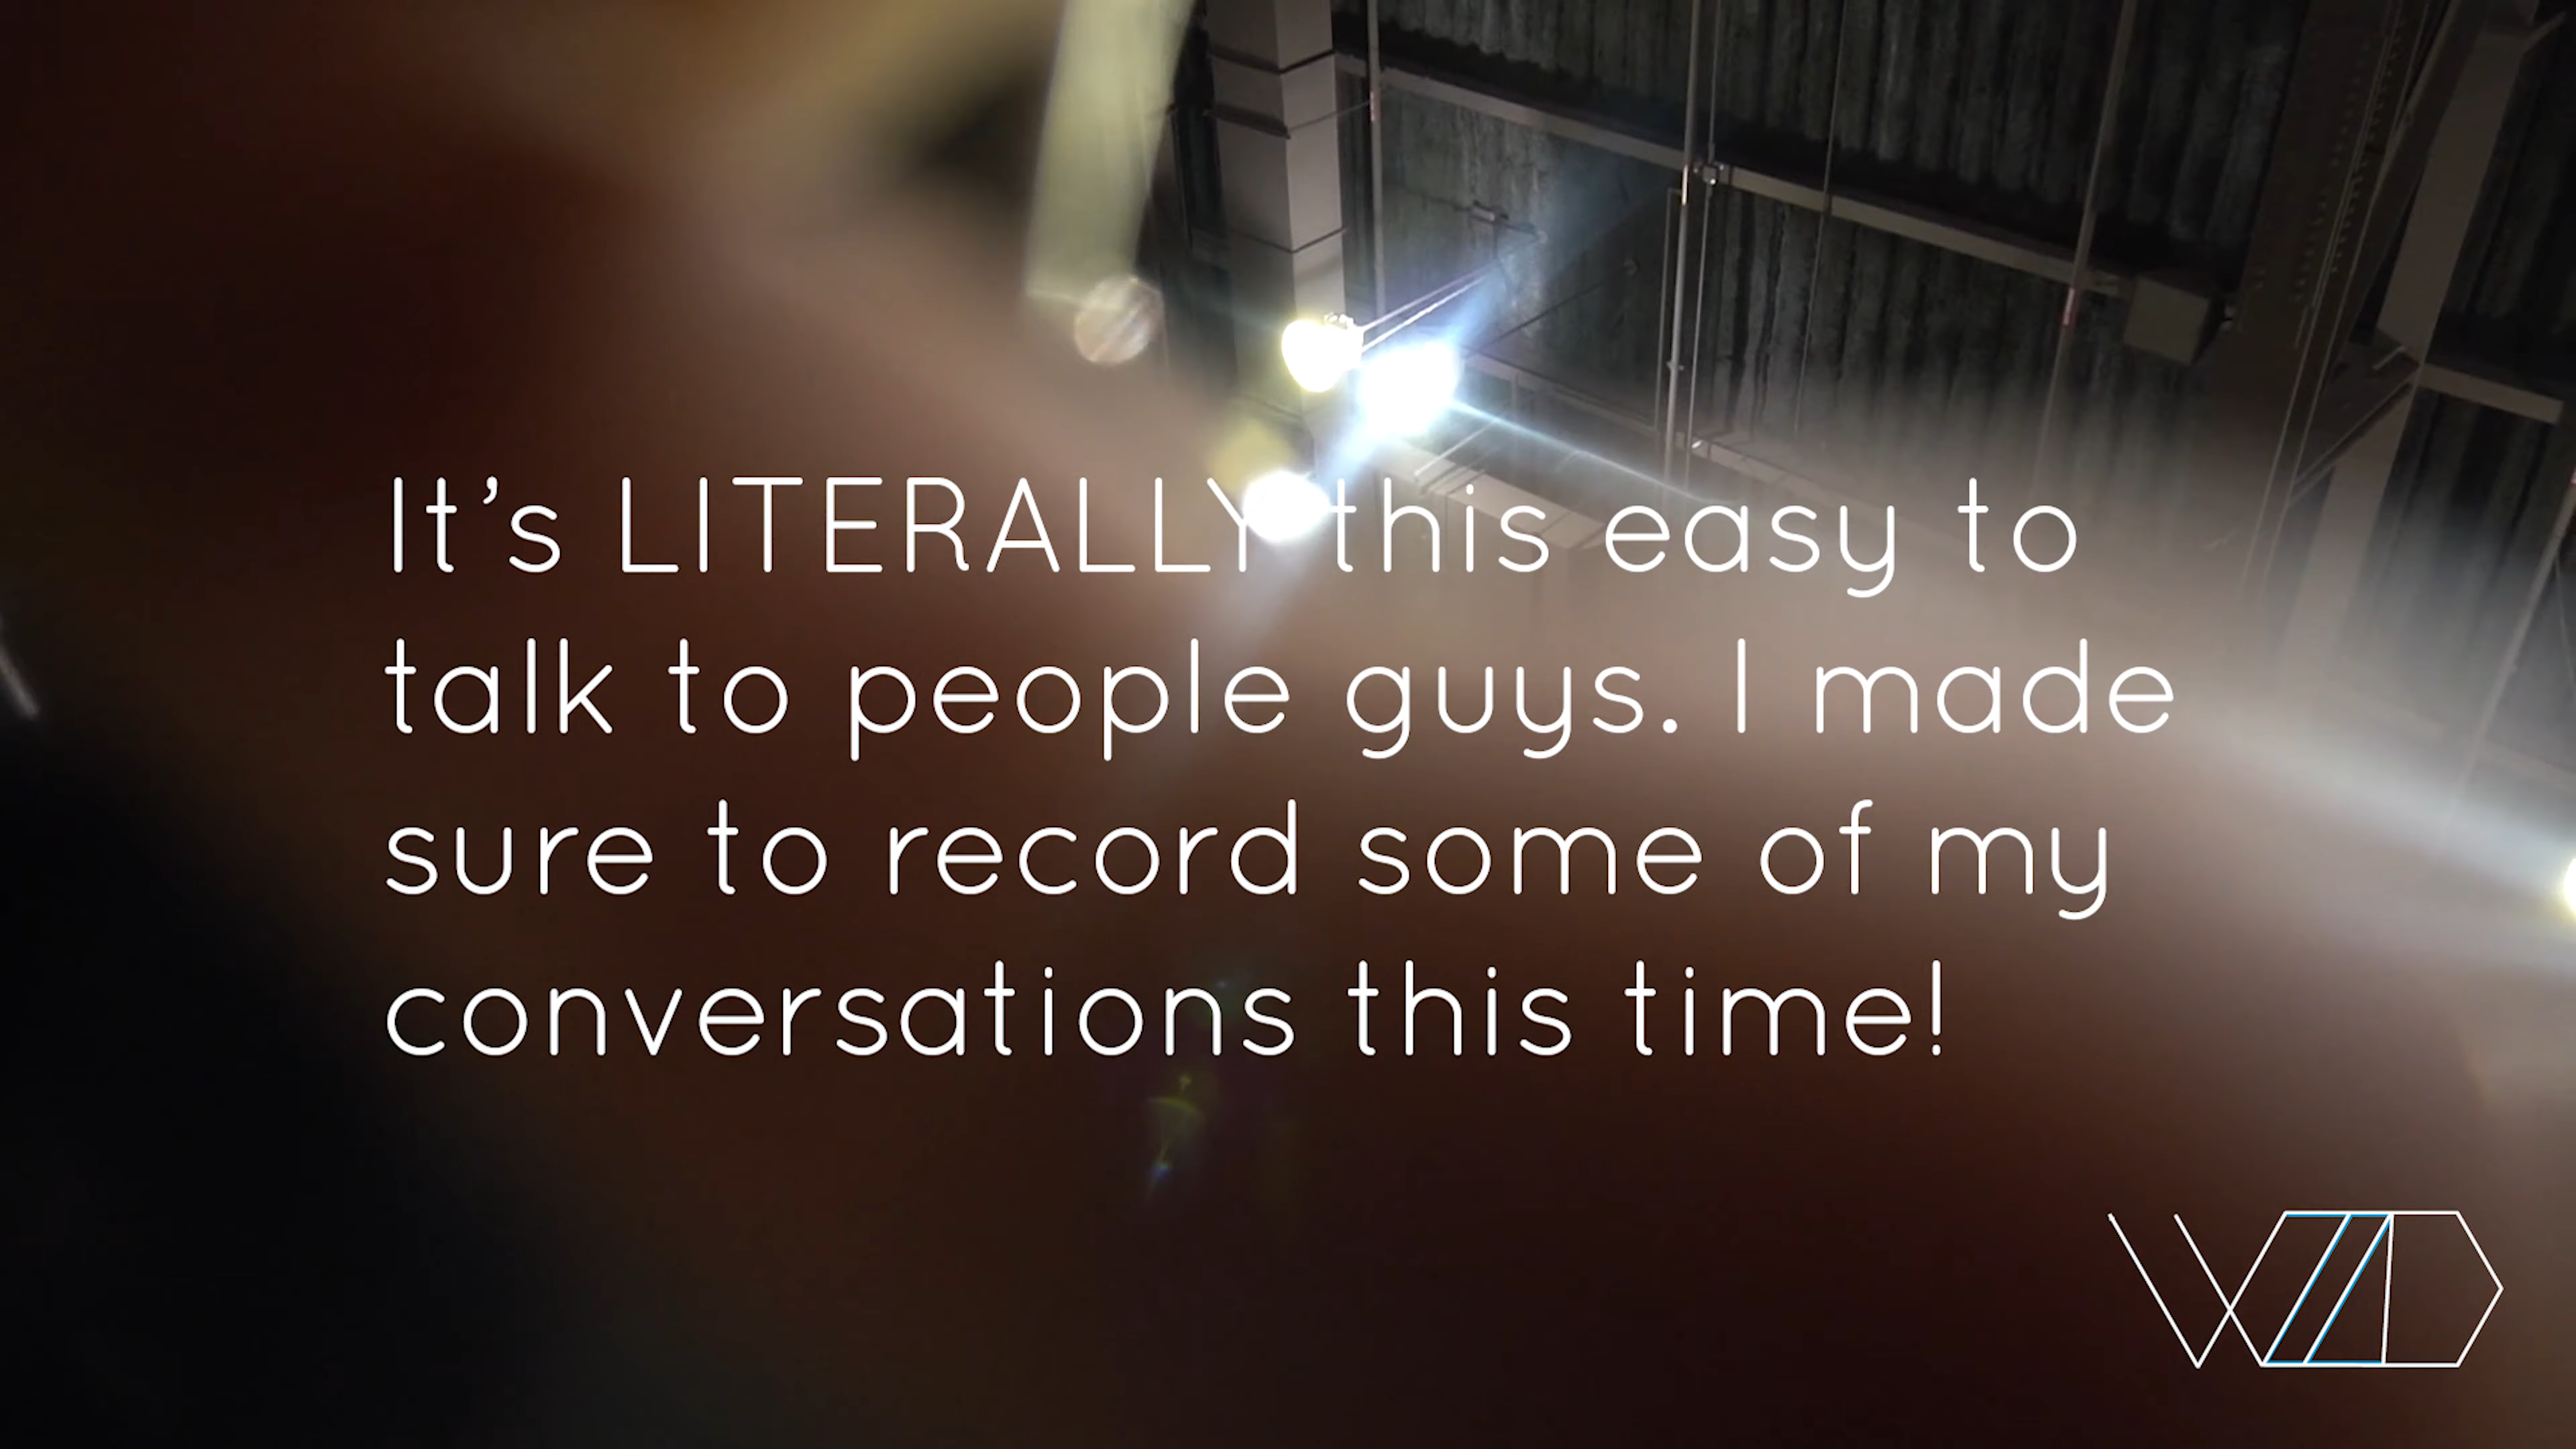 It’s LITERALLY this easy to
talk to people guys. I made
sure to record some of my
conversations this time!